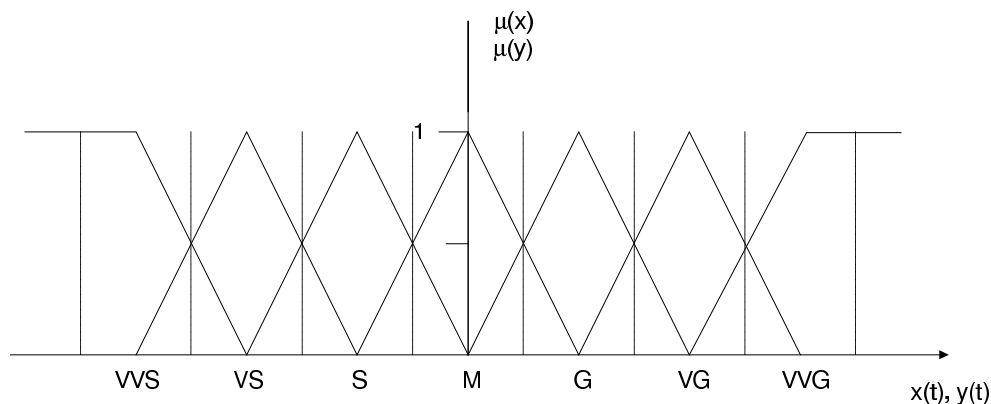 μ(x)
μ(y)
1
VVS VS S M G VG VVG
x(t), y(t)